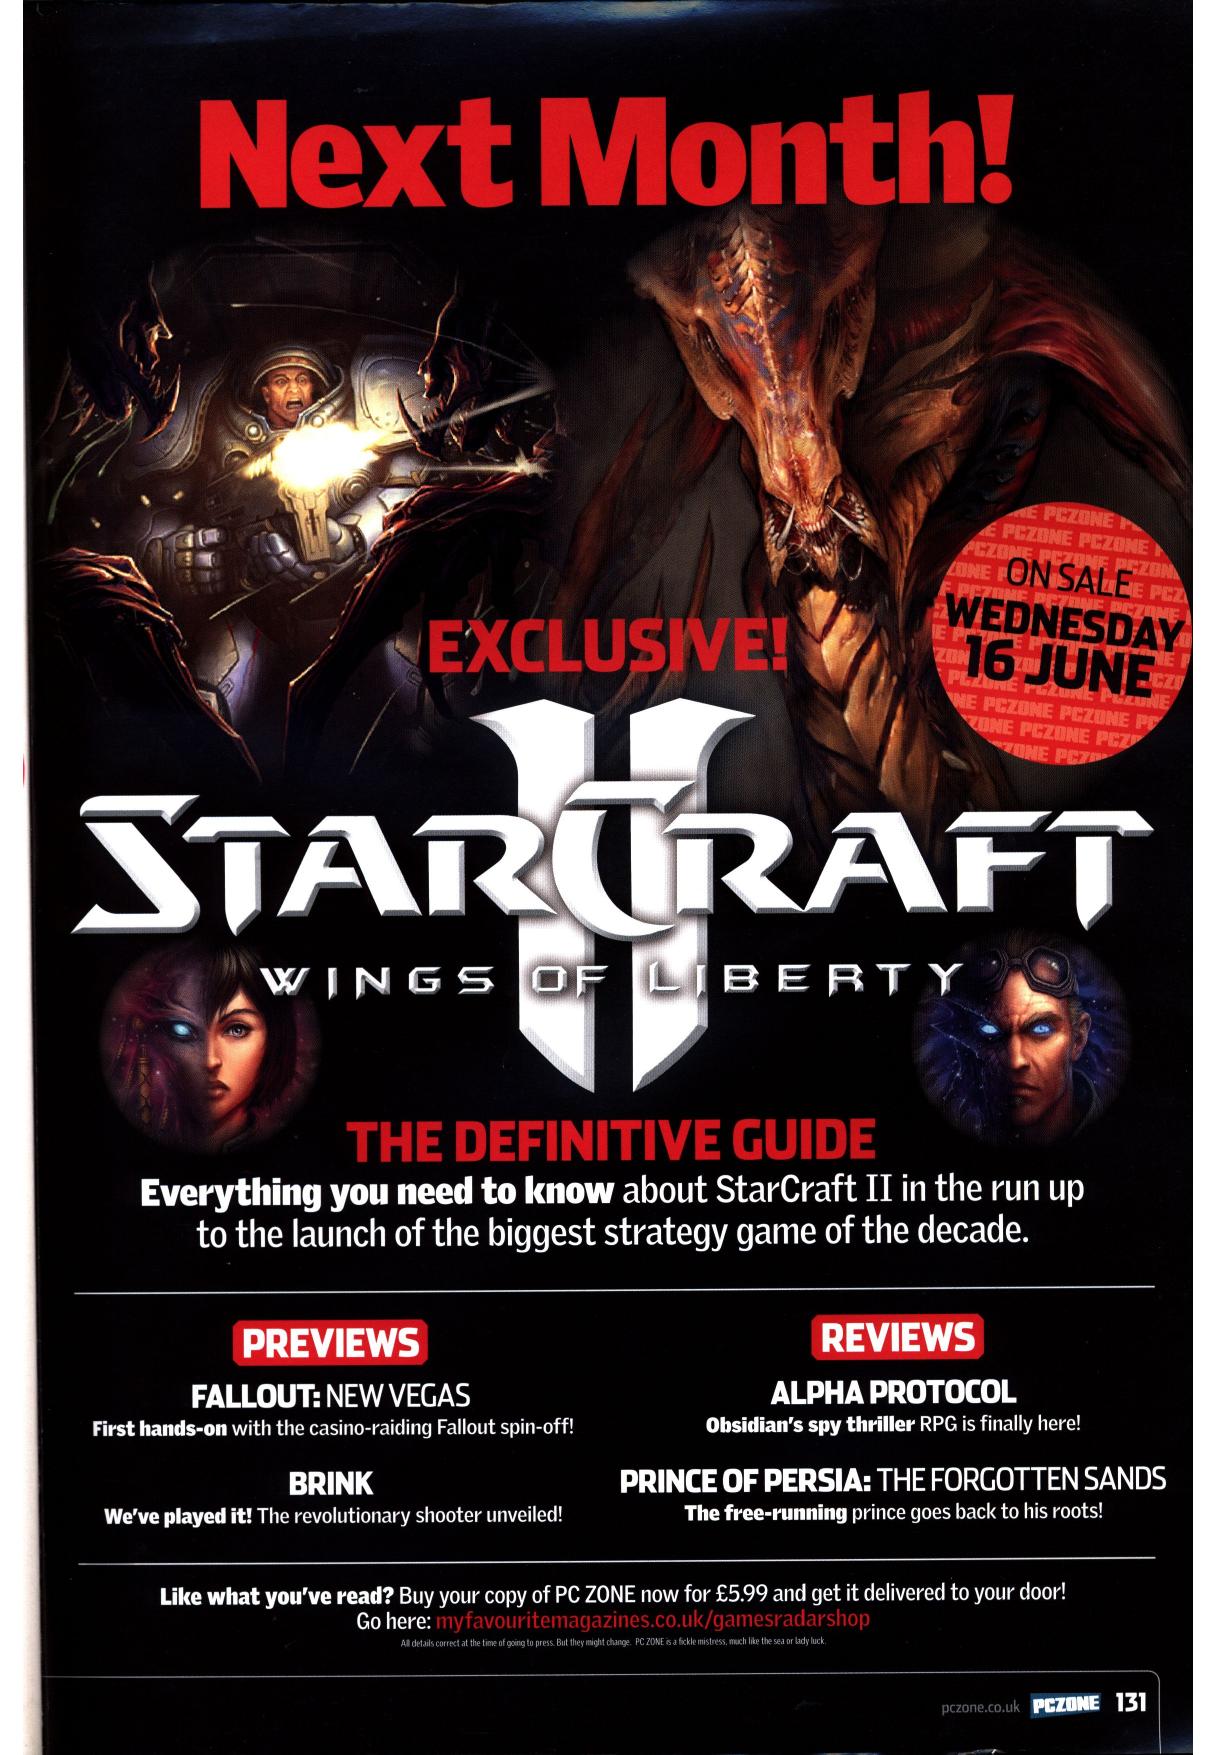 Next Month!
EXCLUSIVE!
ON SALE
WEDNESDAY
16 JUNE
STARCRAFT
II
WINGS OF LIBERTY
THE DEFINITIVE GUIDE
Everything you need to know about StarCraft II in the run up
to the launch of the biggest strategy game of the decade.
PREVIEWS
FALLOUT: NEW VEGAS
First hands-on with the casino-raiding Fallout spin-off!
BRINK
We've played it! The revolutionary shooter unveiled!
REVIEWS
ALPHA PROTOCOL
Obsidian's spy thriller RPG is finally here!
PRINCE OF PERSIA: THE FORGOTTEN SANDS
The free-running prince goes back to his roots!
Like what you've read? Buy your copy of PC ZONE now for £5.99 and get it delivered to your door!
Go here: myfavouritemagazines.co.uk/gamesradarshop
All details correct at the time of going to press. But they might change. PC ZONE is a fickle mistress, much like the sea or lady luck.
pczone.co.uk PCZONE 131